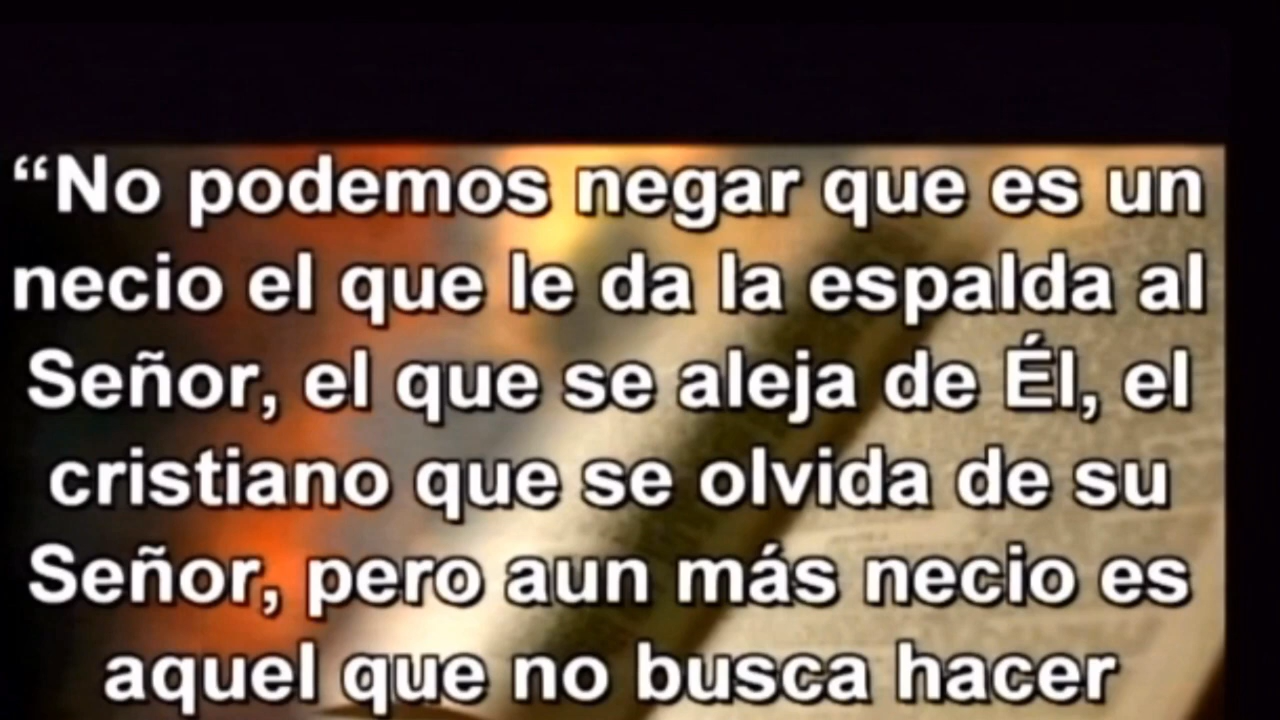 “No podemos negar que es un
necio el que le da la espalda al
Señor, el que se aleja de Él, el
cristiano que se olvida de su
Señor, pero aun más necio es
aquel que no busca hacer